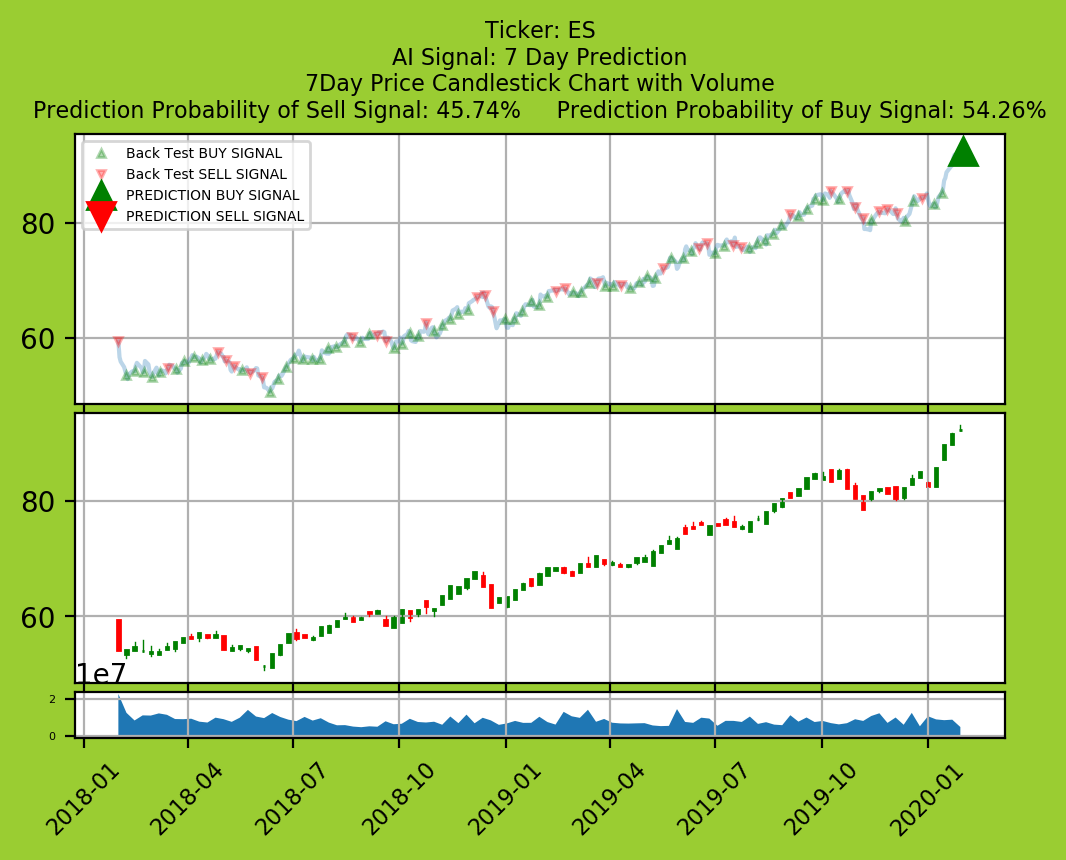 Ticker: ES
AI Signal: 7 Day Prediction
7Day Price Candlestick Chart with Volume
Prediction Probability of Sell Signal: 45.74% Prediction Probability of Buy Signal: 54.26%
Back Test BUY SIGNAL
Back Test SELL SIGNAL
PREDICTION BUY SIGNAL
PREDICTION SELL SIGNAL
80
60
80
60
1e7
2
0
2018-01 2018-04 2018-07 2018-10 2019-01 2019-04 2019-07 2019-10 2020-01